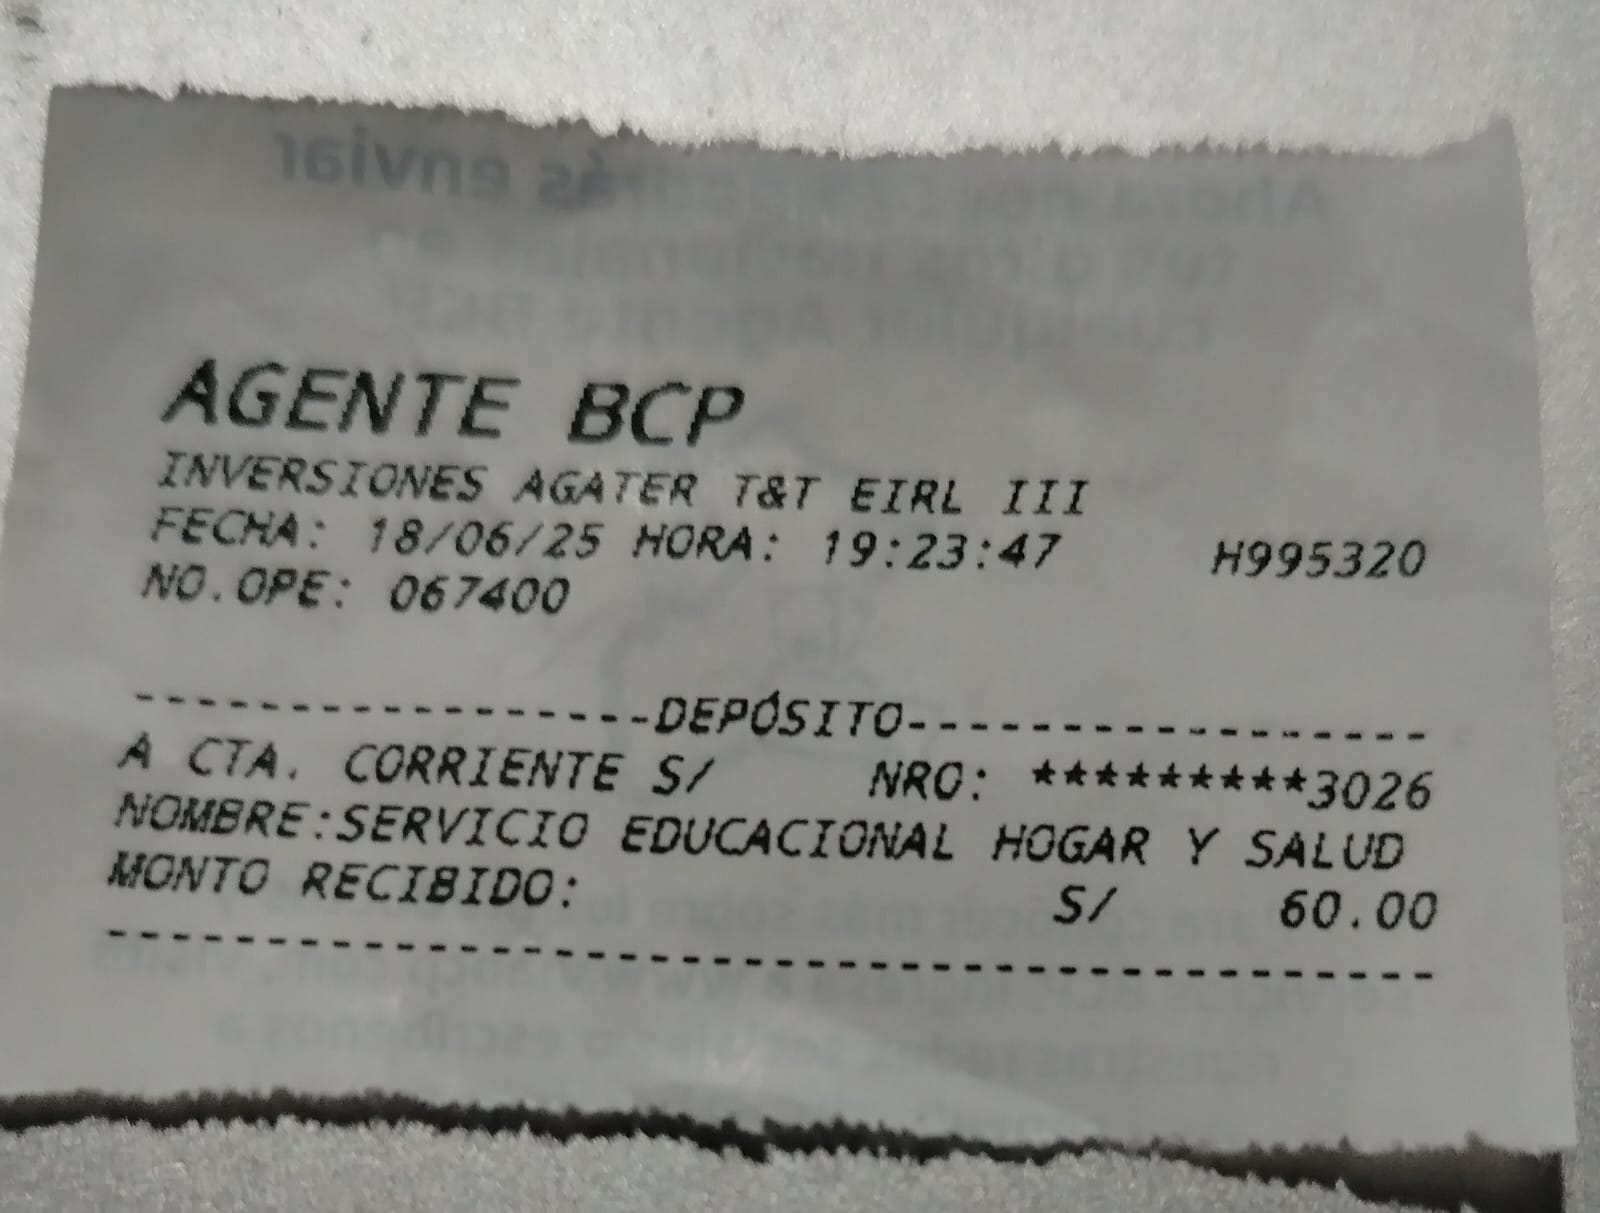 AGENTE BCP
INVERSIONES AGATER T&T EIRL III
FECHA: 18/06/25 HORA: 19:23:47 H995320
NO.OPE: 067400
------------------DEPÓSITO------------------
A CTA. CORRIENTE S/ NRO: *********3026
NOMBRE:SERVICIO EDUCACIONAL HOGAR Y SALUD
MONTO RECIBIDO: S/ 60.00
--------------------------------------------